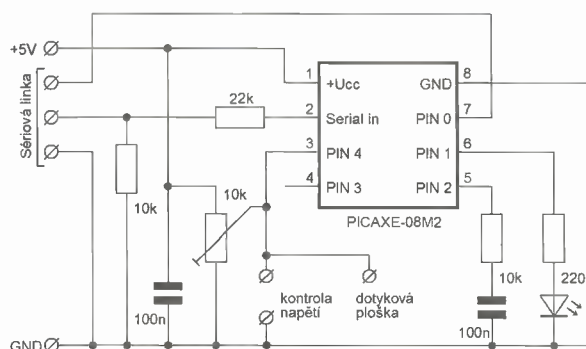 +5V
Sériová linka
GND
22k
10k
100n
10k
1
2
3
4
+Ucc
Serial in
PIN 4
PIN 3
GND
PIN 0
PIN 1
PIN 2
8
7
6
5
PICAXE-08M2
kontrola
napětí
dotyková
ploška
10k
100n
220